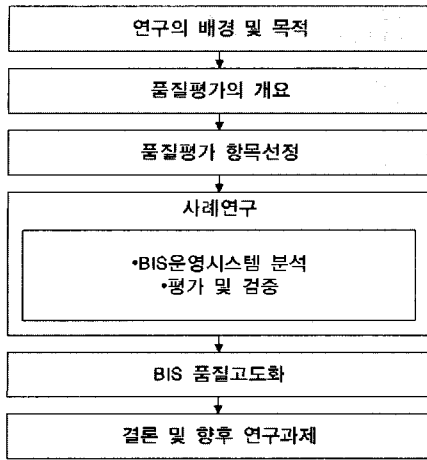 연구의 배경 및 목적
품질평가의 개요
품질평가 항목선정
사례연구
•BIS운영시스템 분석
•평가 및 검증
BIS 품질고도화
결론 및 향후 연구과제